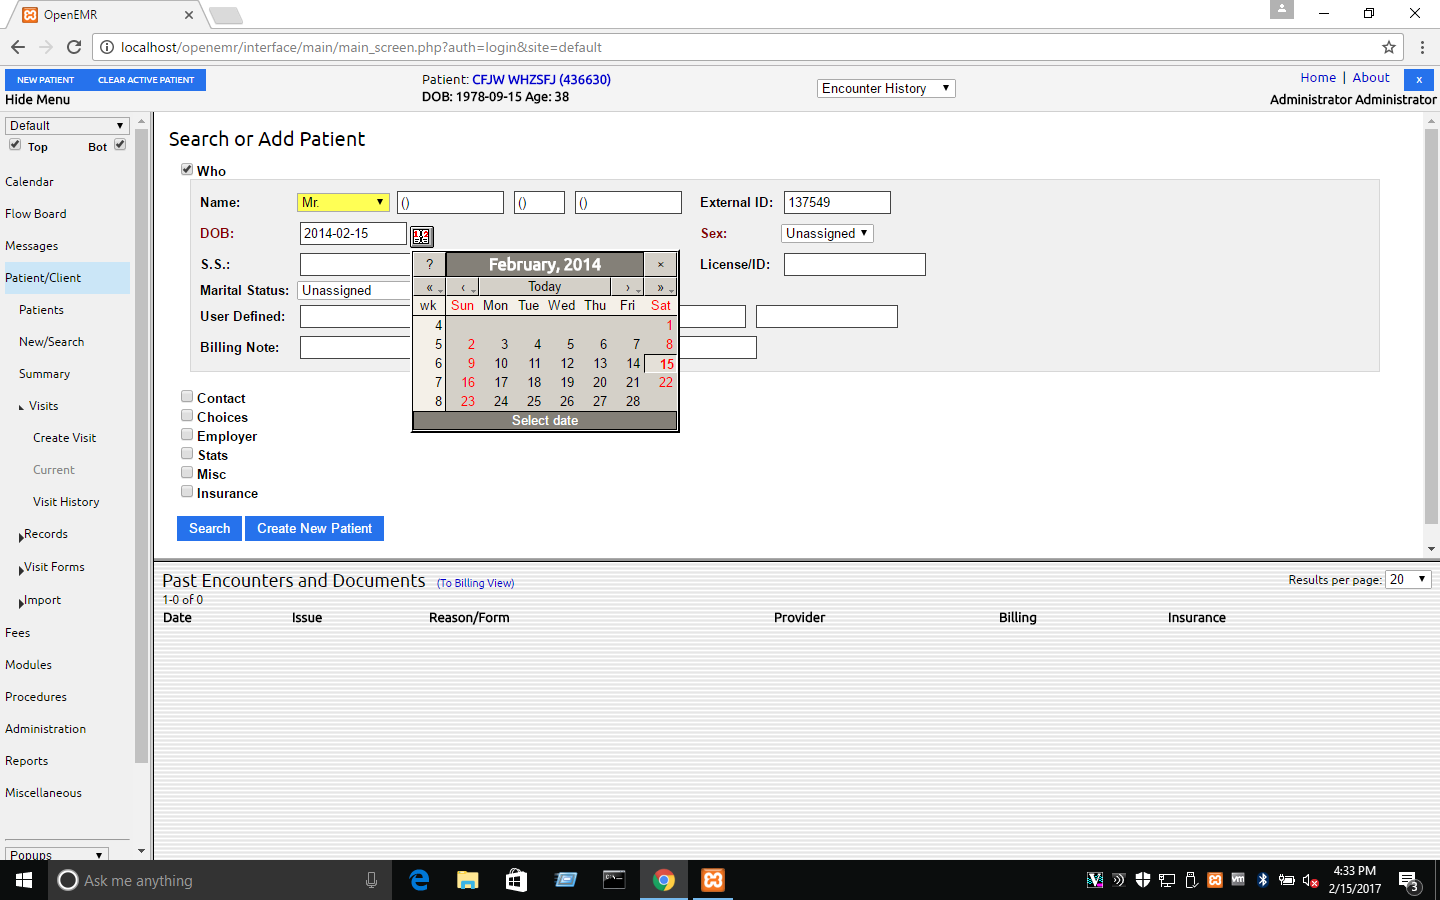 OpenEMR
localhost/openemr/interface/main/main_screen.php?auth=login&site=default
NEW PATIENT CLEAR ACTIVE PATIENT
Hide Menu
Patient: CFJW WHZSFJ (436630)
DOB: 1978-09-15 Age: 38
Encounter History
Home | About
x
Administrator Administrator
Default
Top Bot
Calendar
Flow Board
Messages
Patient/Client
Patients
New/Search
Summary
Visits
Create Visit
Current
Visit History
Records
Visit Forms
Import
Fees
Modules
Procedures
Administration
Reports
Miscellaneous
Popups
Search or Add Patient
Who
Name: Mr. () () () External ID: 137549
DOB: 2014-02-15 Sex: Unassigned
S.S.: License/ID:
Marital Status: Unassigned
User Defined:
Billing Note:
? February, 2014 ×
« ‹ Today › »
wk Sun Mon Tue Wed Thu Fri Sat
4 1
5 2 3 4 5 6 7 8
6 9 10 11 12 13 14 15
7 16 17 18 19 20 21 22
8 23 24 25 26 27 28
Select date
Contact
Choices
Employer
Stats
Misc
Insurance
Search Create New Patient
Past Encounters and Documents (To Billing View)
Results per page: 20
1-0 of 0
Date Issue Reason/Form Provider Billing Insurance
Ask me anything
4:33 PM
2/15/2017
3